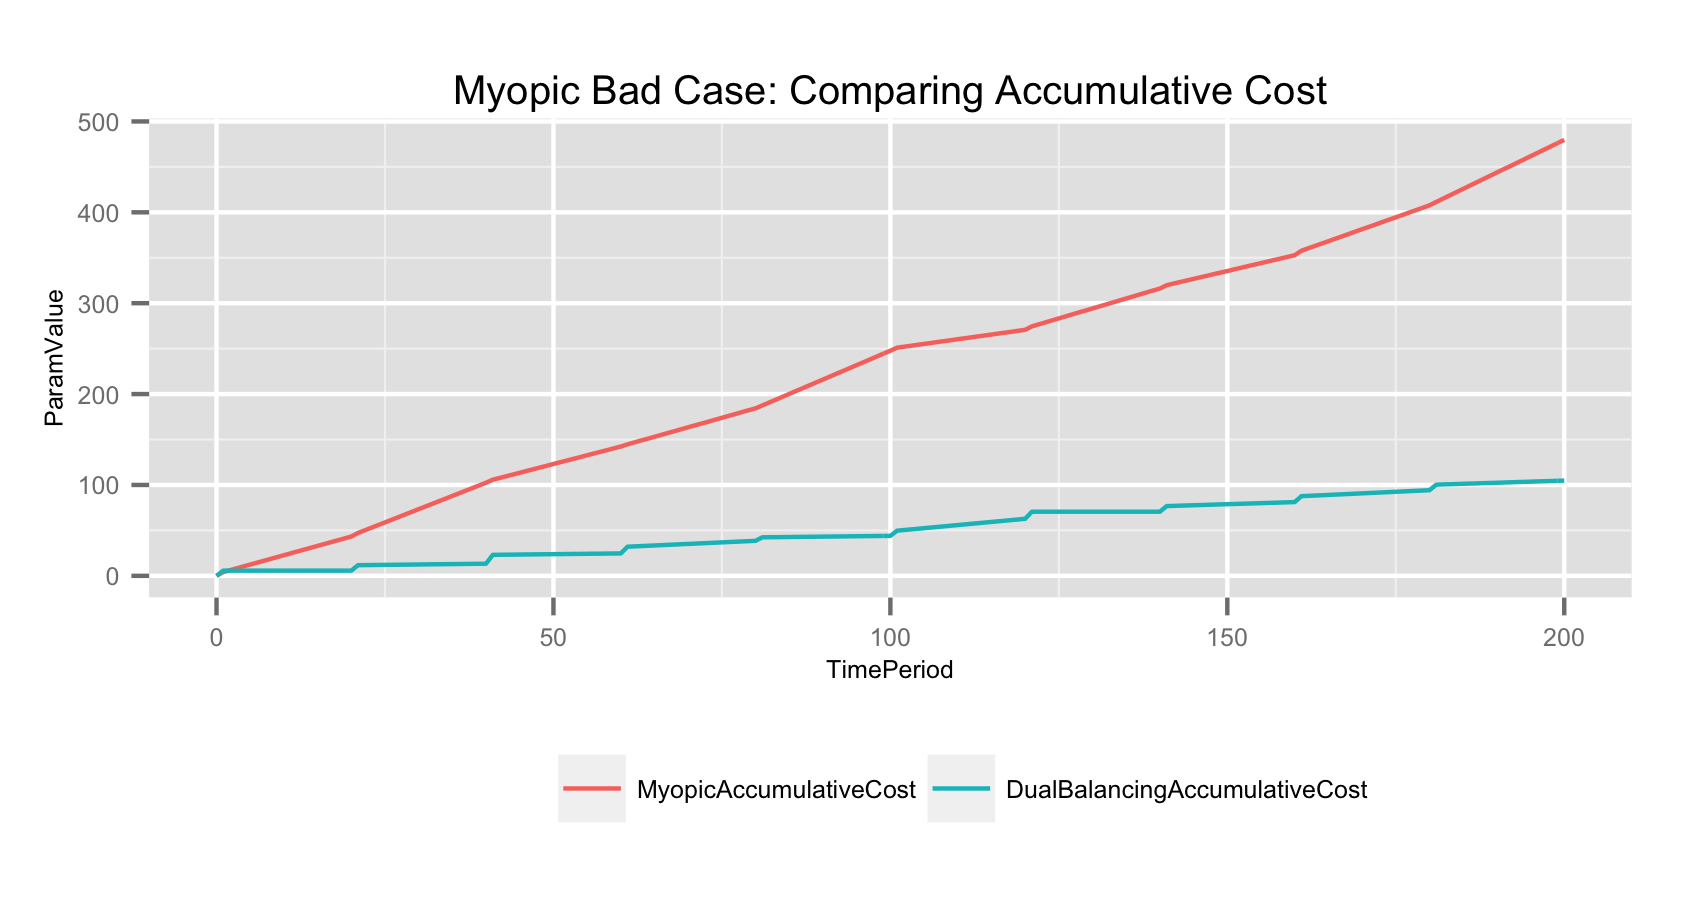 Myopic Bad Case: Comparing Accumulative Cost
500
400
300
200
100
0
ParamValue
0 50 100 150 200
TimePeriod
MyopicAccumulativeCost DualBalancingAccumulativeCost